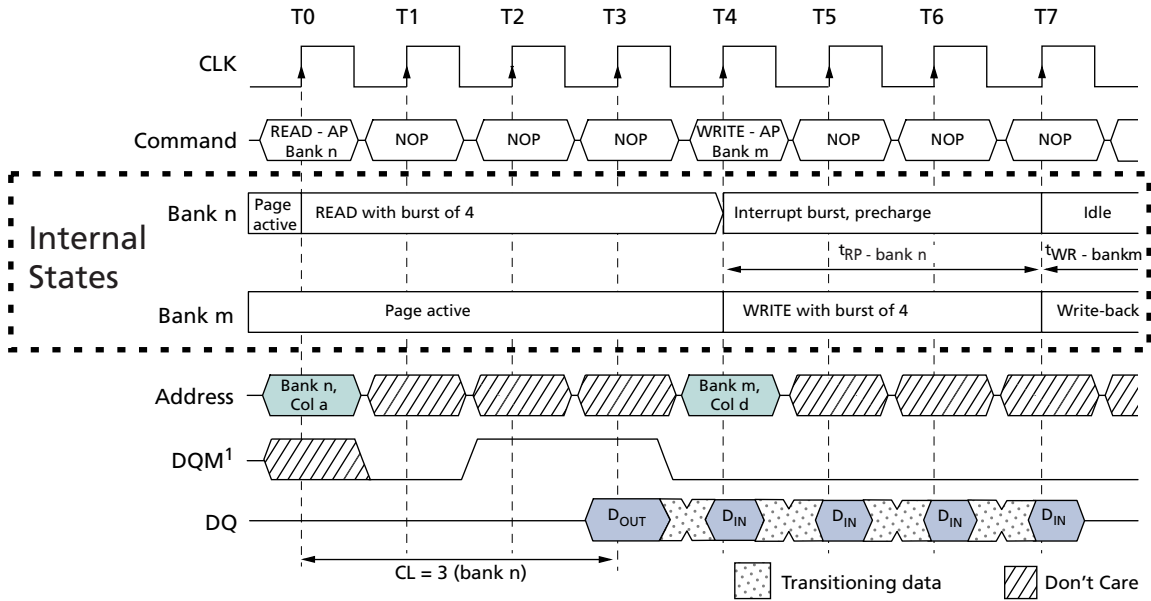 T0 T1 T2 T3 T4 T5 T6 T7
CLK
Command
READ - AP
Bank n
NOP
NOP
NOP
WRITE - AP
Bank m
NOP
NOP
NOP
Internal
States
Bank n
Page
active
READ with burst of 4
Interrupt burst, precharge
Idle
tRP - bank n
tWR - bankm
Bank m
Page active
WRITE with burst of 4
Write-back
Address
Bank n,
Col a
Bank m,
Col d
DQM1
DQ
DOUT
DIN
DIN
DIN
DIN
CL = 3 (bank n)
Transitioning data
Don't Care